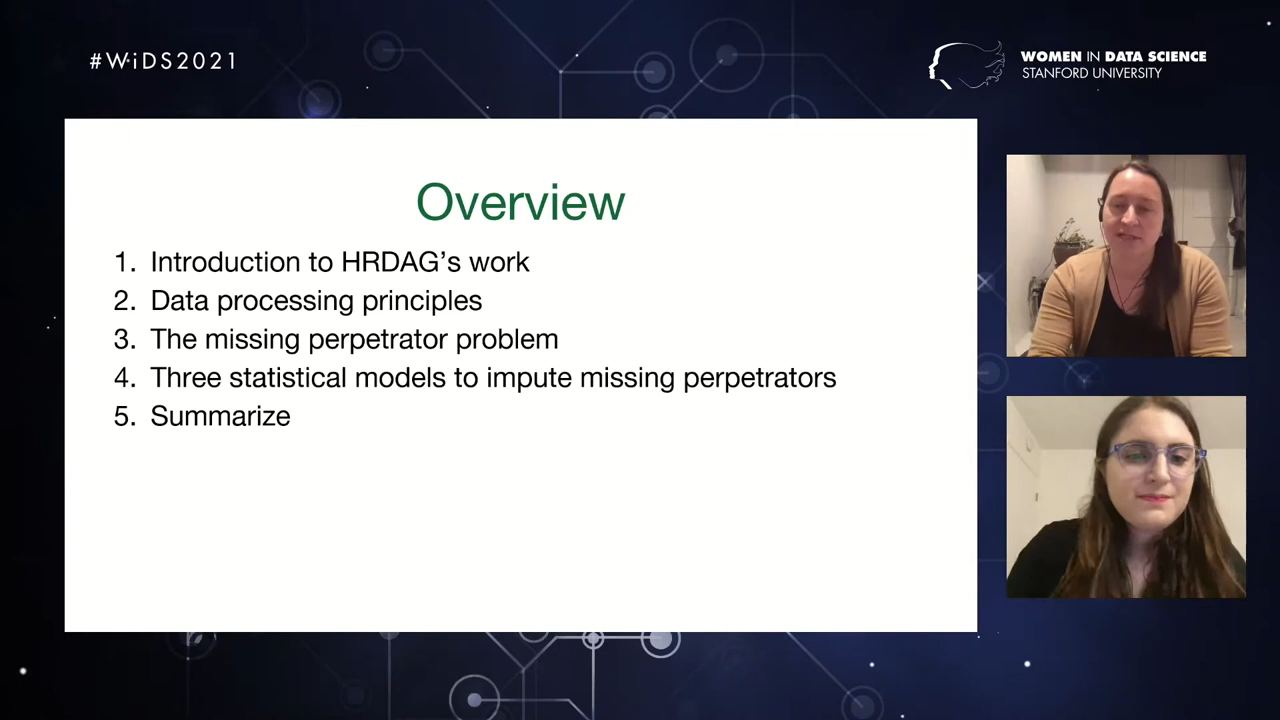 #WiDS2021
WOMEN IN DATA SCIENCE
STANFORD UNIVERSITY
Overview
1. Introduction to HRDAG's work
2. Data processing principles
3. The missing perpetrator problem
4. Three statistical models to impute missing perpetrators
5. Summarize